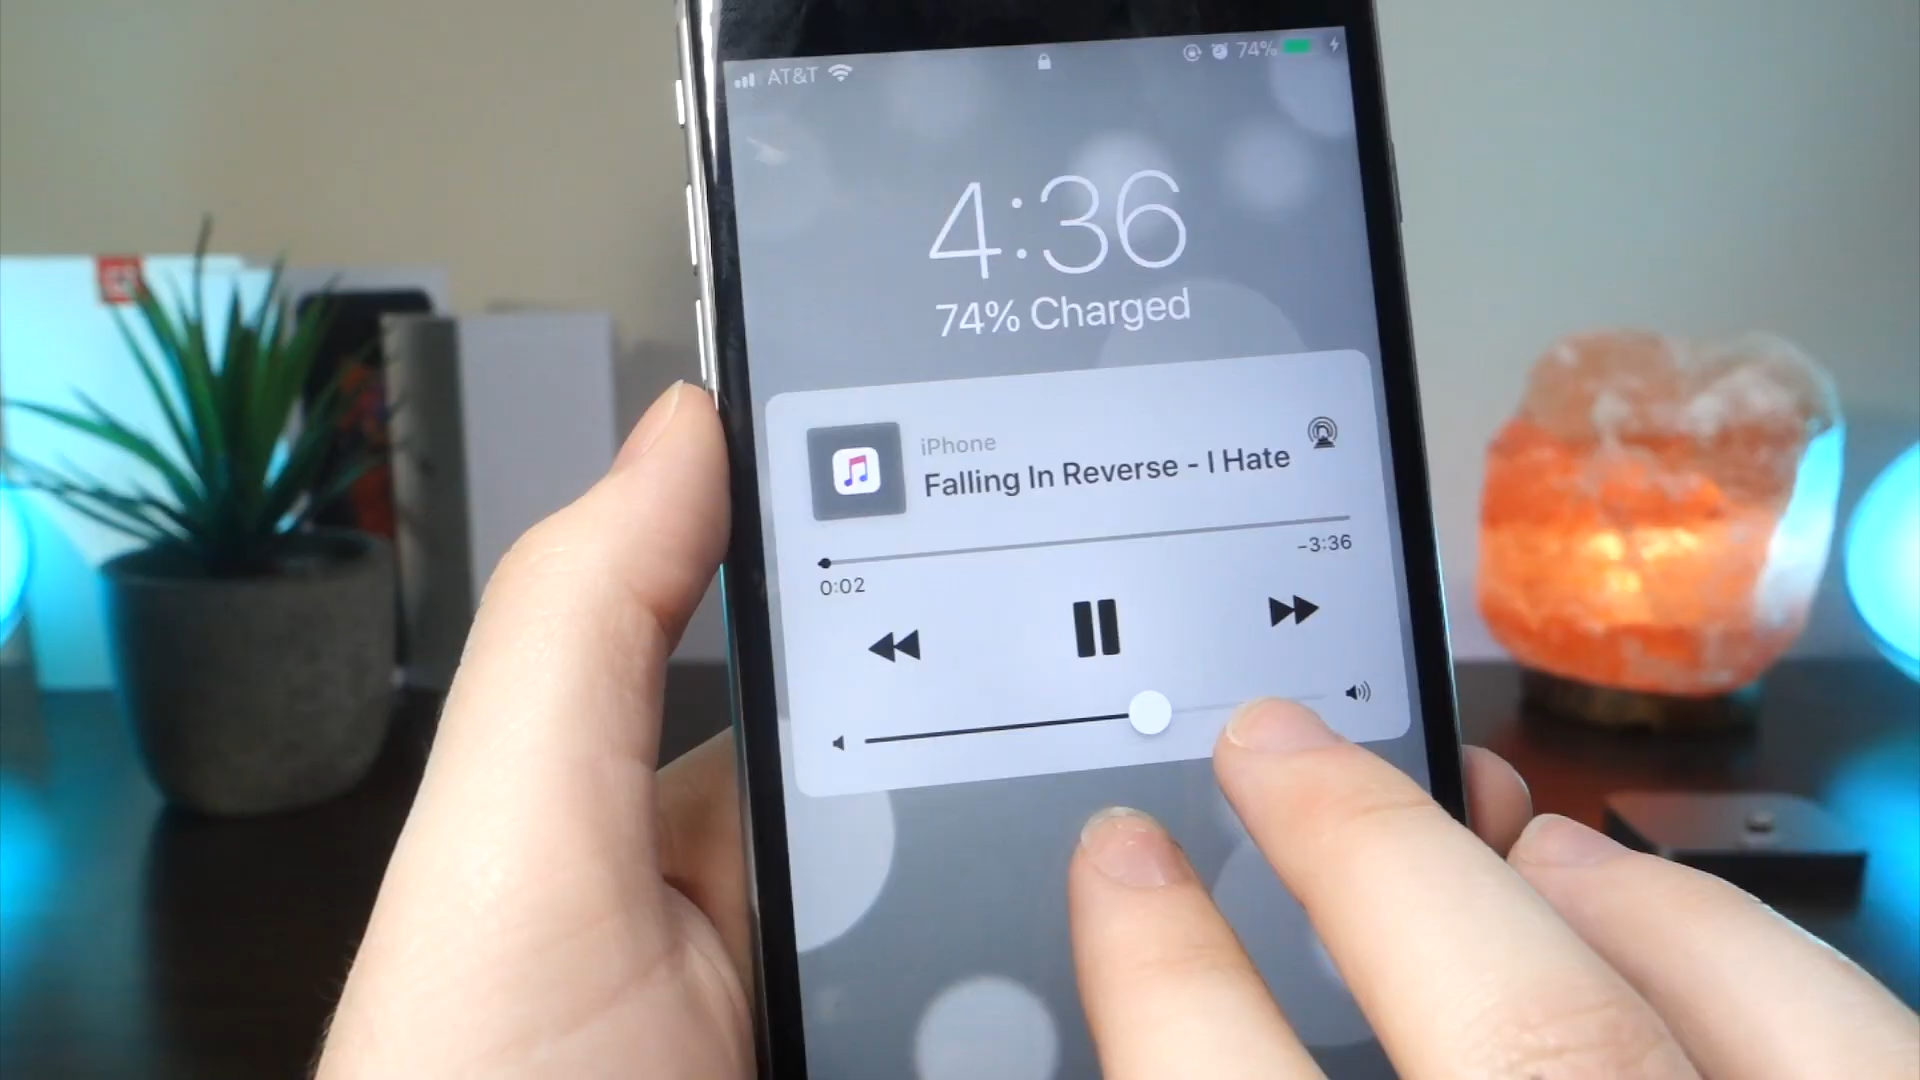 AT&T
74%
4:36
74% Charged
iPhone
Falling In Reverse - I Hate
0:02
-3:36